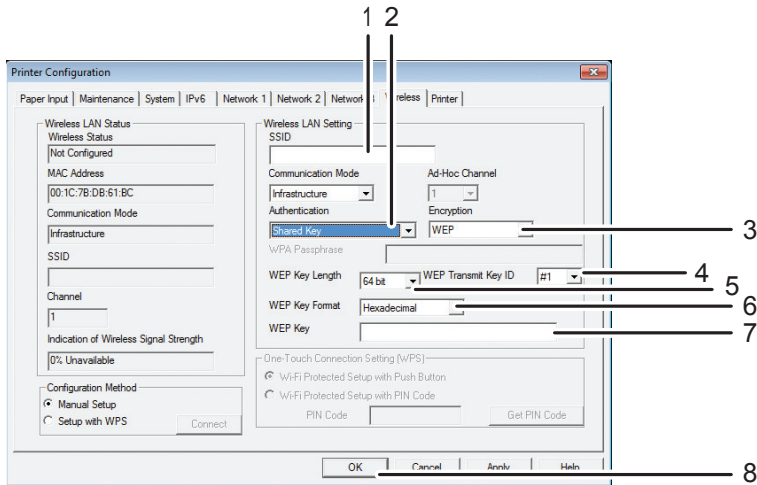 1 2
Printer Configuration
Paper Input Maintenance System IPv6 Network 1 Network 2 Network 3 Wireless Printer
Wireless LAN Status
Wireless Status
Not Configured
MAC Address
00:1C:7B:DB:61:BC
Communication Mode
Infrastructure
SSID
Channel
1
Indication of Wireless Signal Strength
0% Unavailable
Configuration Method
Manual Setup
Setup with WPS
Connect
Wireless LAN Setting
SSID
Communication Mode Ad-Hoc Channel
Infrastructure 1
Authentication Encryption
Shared Key WEP 3
WPA Passphrase
WEP Key Length 64 bit WEP Transmit Key ID #1 4
5
WEP Key Format Hexadecimal 6
WEP Key 7
One-Touch Connection Setting (WPS)
Wi-Fi Protected Setup with Push Button
Wi-Fi Protected Setup with PIN Code
PIN Code Get PIN Code
OK Cancel Apply Help 8